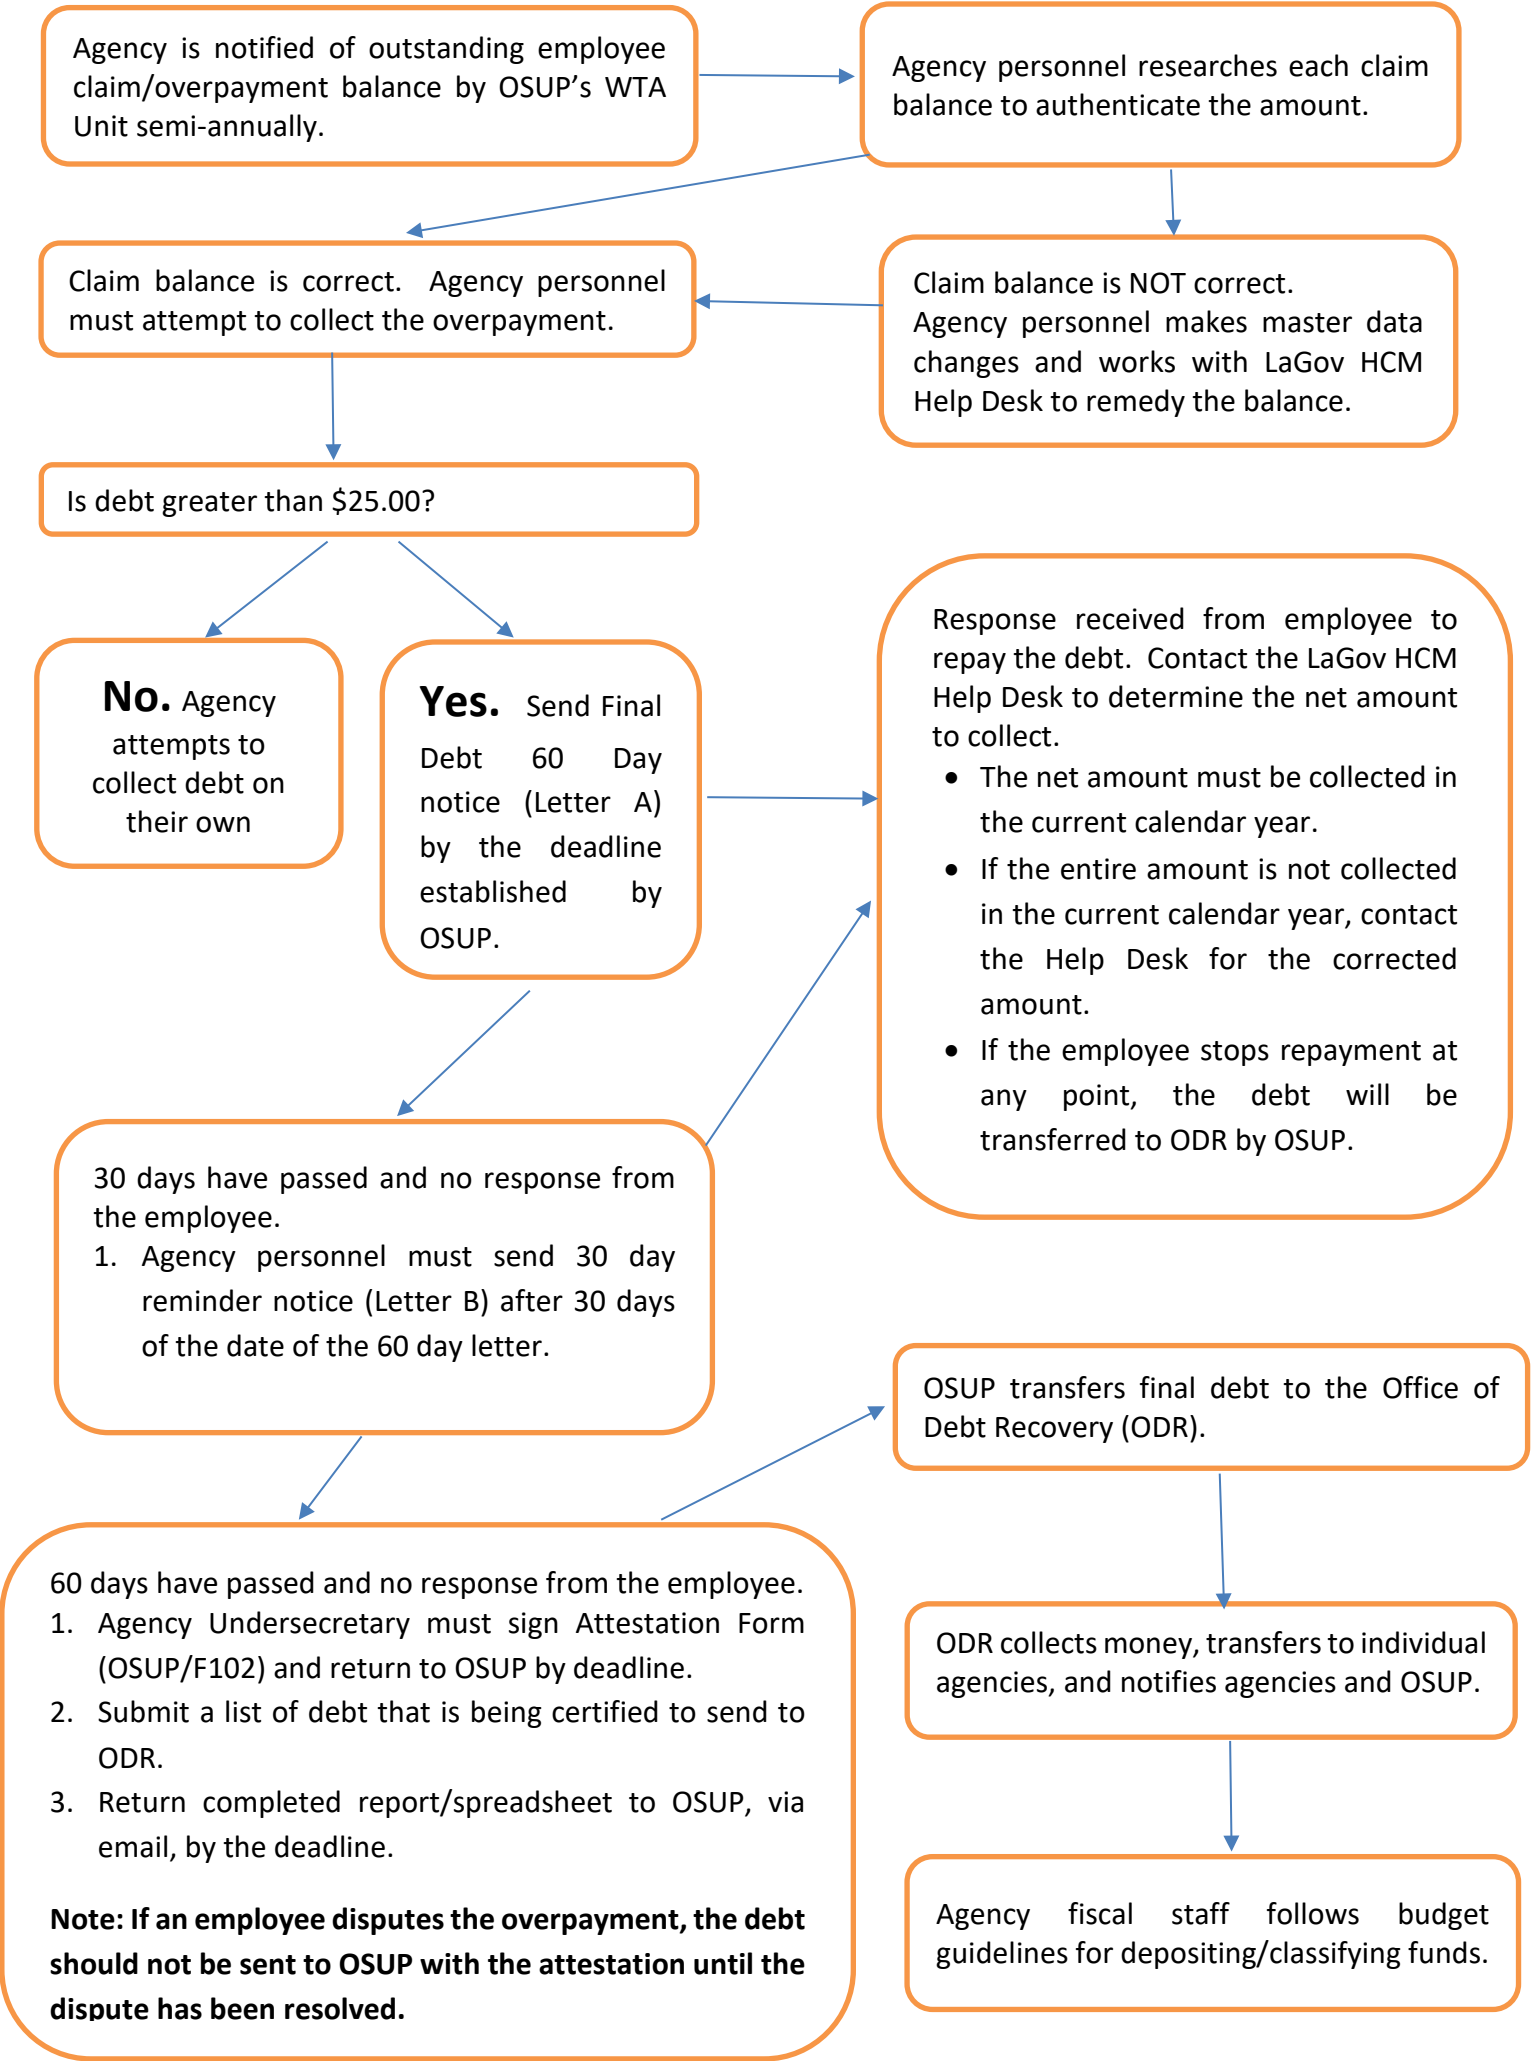 Agency is notified of outstanding employee
claim/overpayment balance by OSUP’s WTA
Unit semi-annually.
Agency personnel researches each claim
balance to authenticate the amount.
Claim balance is correct. Agency personnel
must attempt to collect the overpayment.
Claim balance is NOT correct.
Agency personnel makes master data
changes and works with LaGov HCM
Help Desk to remedy the balance.
Is debt greater than $25.00?
No. Agency
attempts to
collect debt on
their own
Yes. Send Final
Debt 60 Day
notice (Letter A)
by the deadline
established by
OSUP.
Response received from employee to
repay the debt. Contact the LaGov HCM
Help Desk to determine the net amount
to collect.
• The net amount must be collected in
the current calendar year.
• If the entire amount is not collected
in the current calendar year, contact
the Help Desk for the corrected
amount.
• If the employee stops repayment at
any point, the debt will be
transferred to ODR by OSUP.
30 days have passed and no response from
the employee.
1. Agency personnel must send 30 day
reminder notice (Letter B) after 30 days
of the date of the 60 day letter.
OSUP transfers final debt to the Office of
Debt Recovery (ODR).
60 days have passed and no response from the employee.
1. Agency Undersecretary must sign Attestation Form
(OSUP/F102) and return to OSUP by deadline.
2. Submit a list of debt that is being certified to send to
ODR.
3. Return completed report/spreadsheet to OSUP, via
email, by the deadline.
Note: If an employee disputes the overpayment, the debt
should not be sent to OSUP with the attestation until the
dispute has been resolved.
ODR collects money, transfers to individual
agencies, and notifies agencies and OSUP.
Agency fiscal staff follows budget
guidelines for depositing/classifying funds.